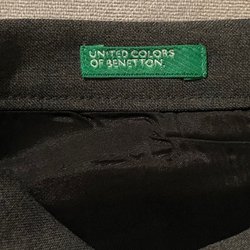 UNITED COLORS
OF BENETTON.